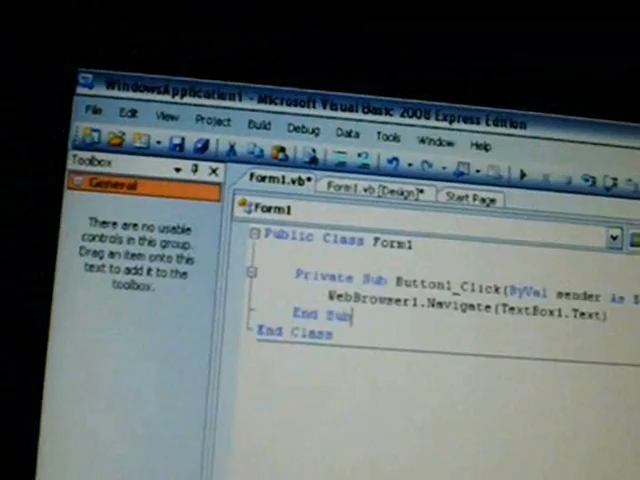 WindowsApplication1 - Microsoft Visual Basic 2008 Express Edition
File Edit View Project Build Debug Data Tools Window Help
Toolbox
General
There are no usable
controls in this group.
Drag an item onto this
text to add it to the
toolbox.
Form1.vb* Form1.vb [Design]* Start Page
Form1
Public Class Form1
Private Sub Button1_Click(ByVal sender As
WebBrowser1.Navigate(TextBox1.Text)
End Sub
End Class